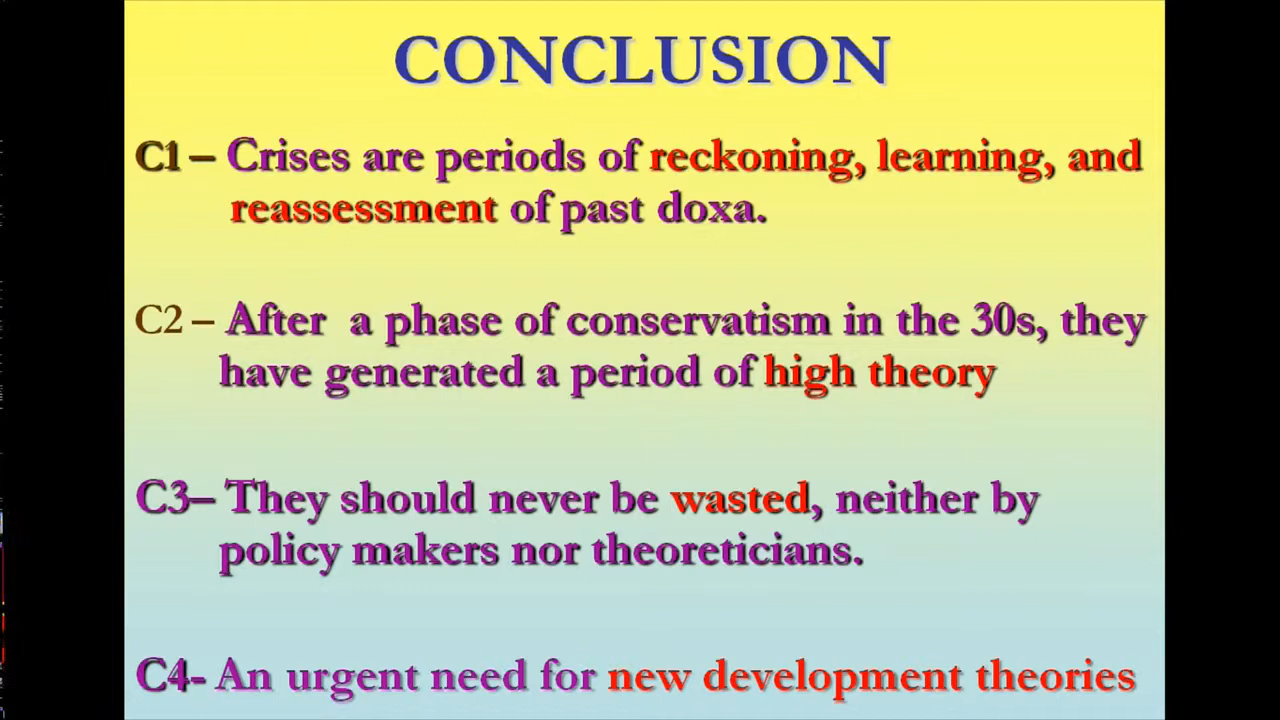 CONCLUSION
C1 – Crises are periods of reckoning, learning, and
reassessment of past doxa.
C2 – After a phase of conservatism in the 30s, they
have generated a period of high theory
C3– They should never be wasted, neither by
policy makers nor theoreticians.
C4- An urgent need for new development theories